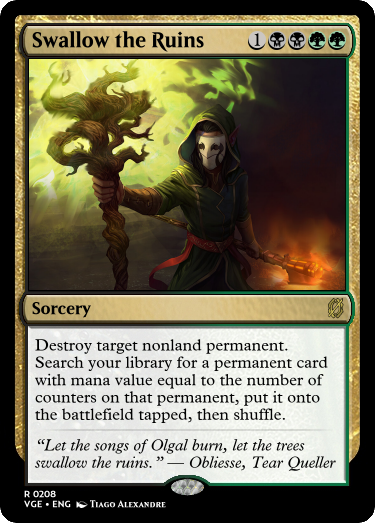 Swallow the Ruins 1
Sorcery
Destroy target nonland permanent.
Search your library for a permanent card
with mana value equal to the number of
counters on that permanent, put it onto
the battlefield tapped, then shuffle.
“Let the songs of Olgal burn, let the trees
swallow the ruins.” — Obliesse, Tear Queller
R 0208
VGE • ENG Tiago Alexandre